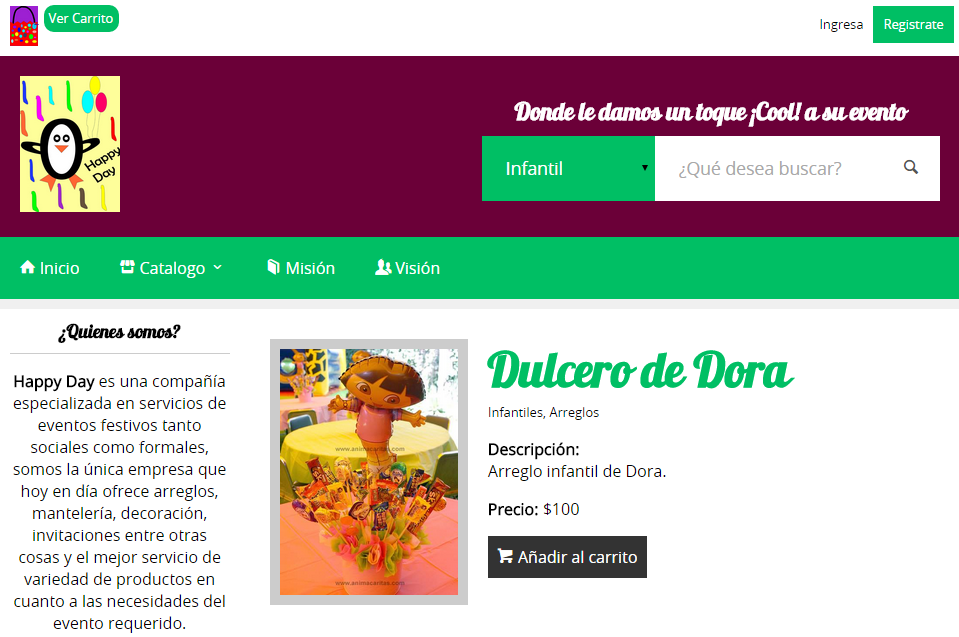 Ver Carrito
Ingresa
Registrate
Happy
Day
Donde le damos un toque ¡Cool! a su evento
Infantil
¿Qué desea buscar?
Inicio
Catalogo
Misión
Visión
¿Quienes somos?
Happy Day es una compañía
especializada en servicios de
eventos festivos tanto
sociales como formales,
somos la única empresa que
hoy en día ofrece arreglos,
mantelería, decoración,
invitaciones entre otras
cosas y el mejor servicio de
variedad de productos en
cuanto a las necesidades del
evento requerido.
Dulcero de Dora
Infantiles, Arreglos
Descripción:
Arreglo infantil de Dora.
Precio: $100
Añadir al carrito